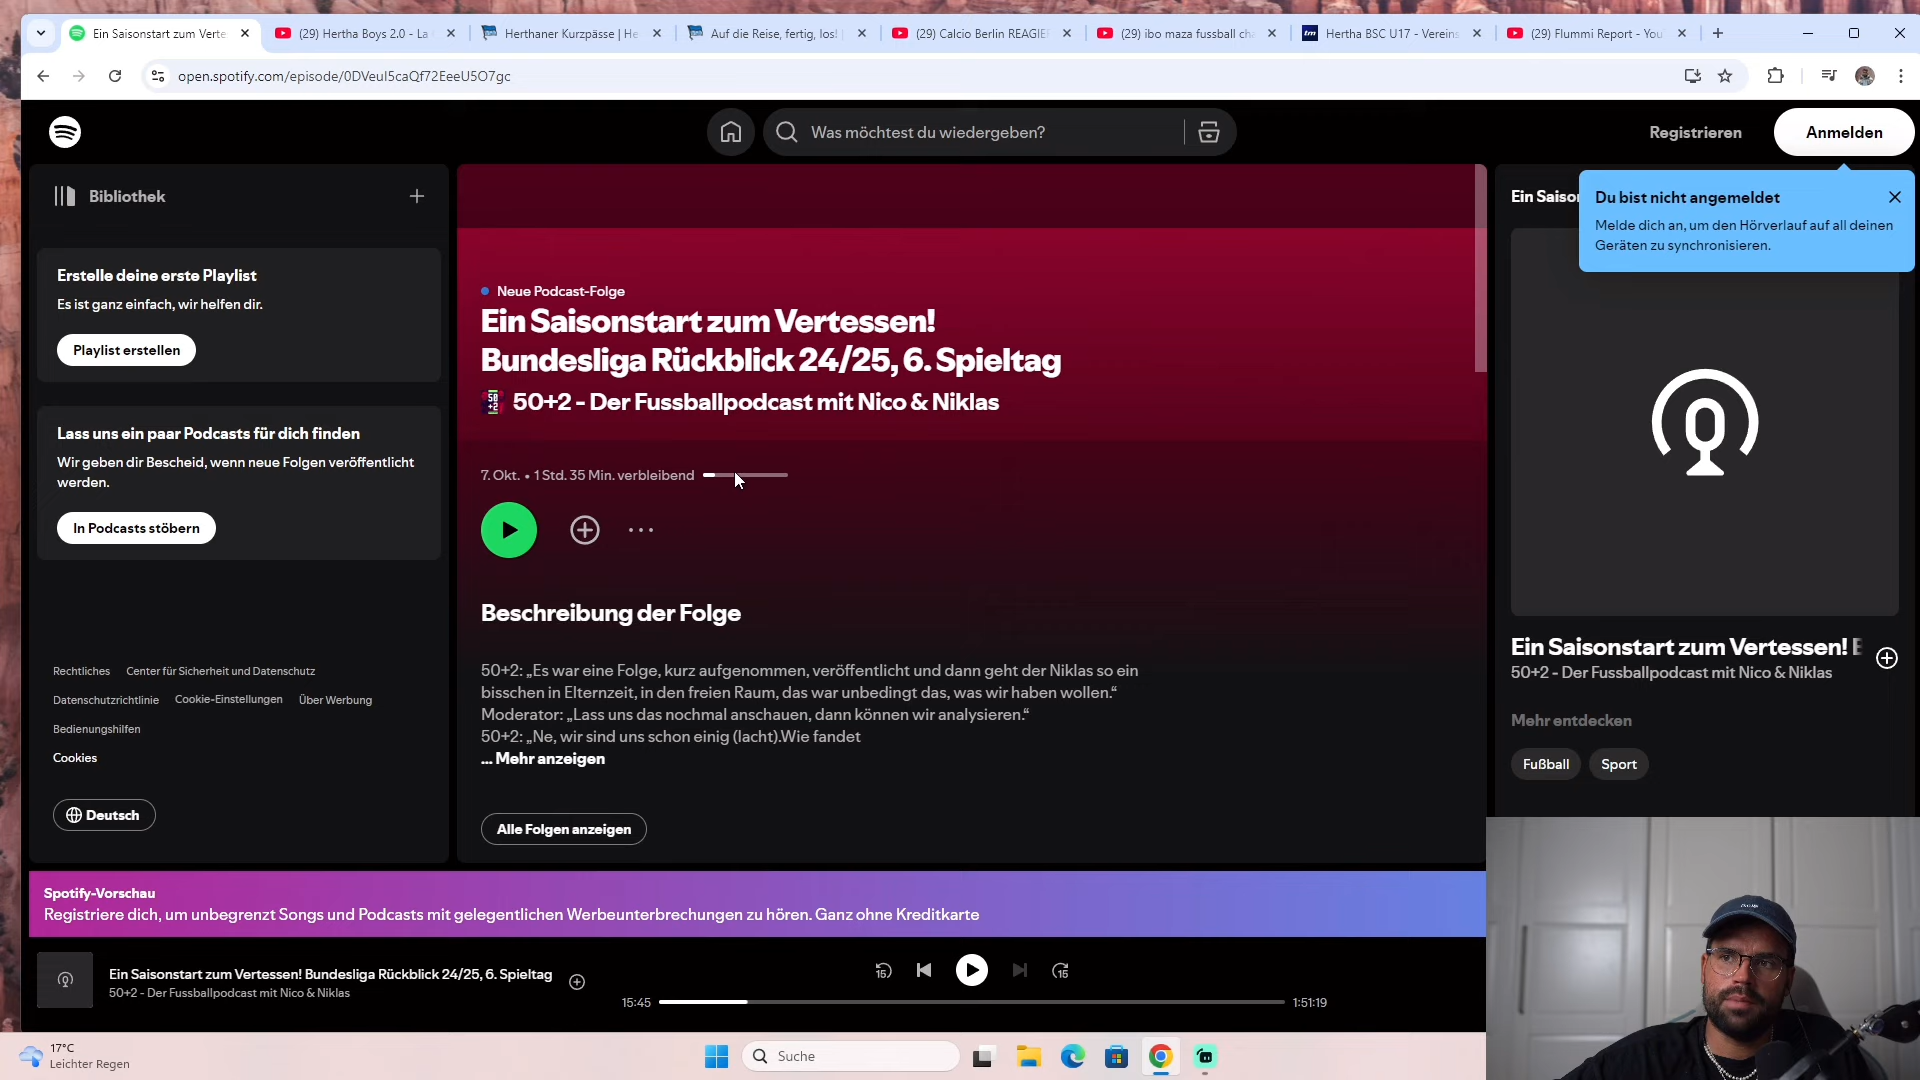 Ein Saisonstart zum Verte
(29) Hertha Boys 2.0 - La
Herthaner Kurzpässe | He
Auf die Reise, fertig, los! |
(29) Calcio Berlin REAGIE
(29) ibo maza fussball ch
tm Hertha BSC U17 - Vereins
(29) Flummi Report - You
open.spotify.com/episode/0DVeuI5caQf72EeeU5O7gc
Was möchtest du wiedergeben?
Registrieren
Anmelden
Bibliothek
Erstelle deine erste Playlist
Es ist ganz einfach, wir helfen dir.
Playlist erstellen
Lass uns ein paar Podcasts für dich finden
Wir geben dir Bescheid, wenn neue Folgen veröffentlicht
werden.
In Podcasts stöbern
Rechtliches Center für Sicherheit und Datenschutz
Datenschutzrichtlinie Cookie-Einstellungen Über Werbung
Bedienungshilfen
Cookies
Deutsch
Neue Podcast-Folge
Ein Saisonstart zum Vertessen!
Bundesliga Rückblick 24/25, 6. Spieltag
50+2 - Der Fussballpodcast mit Nico & Niklas
7. Okt. • 1 Std. 35 Min. verbleibend
Beschreibung der Folge
50+2: „Es war eine Folge, kurz aufgenommen, veröffentlicht und dann geht der Niklas so ein
bisschen in Elternzeit, in den freien Raum, das war unbedingt das, was wir haben wollen.“
Moderator: „Lass uns das nochmal anschauen, dann können wir analysieren.“
50+2: „Ne, wir sind uns schon einig (lacht).Wie fandet
... Mehr anzeigen
Alle Folgen anzeigen
Ein Saiso
Du bist nicht angemeldet
Melde dich an, um den Hörverlauf auf all deinen
Geräten zu synchronisieren.
Ein Saisonstart zum Vertessen!
50+2 - Der Fussballpodcast mit Nico & Niklas
Mehr entdecken
Fußball
Sport
Spotify-Vorschau
Registriere dich, um unbegrenzt Songs und Podcasts mit gelegentlichen Werbeunterbrechungen zu hören. Ganz ohne Kreditkarte
Ein Saisonstart zum Vertessen! Bundesliga Rückblick 24/25, 6. Spieltag
50+2 - Der Fussballpodcast mit Nico & Niklas
15
15
15:45
1:51:19
17°C
Leichter Regen
Suche